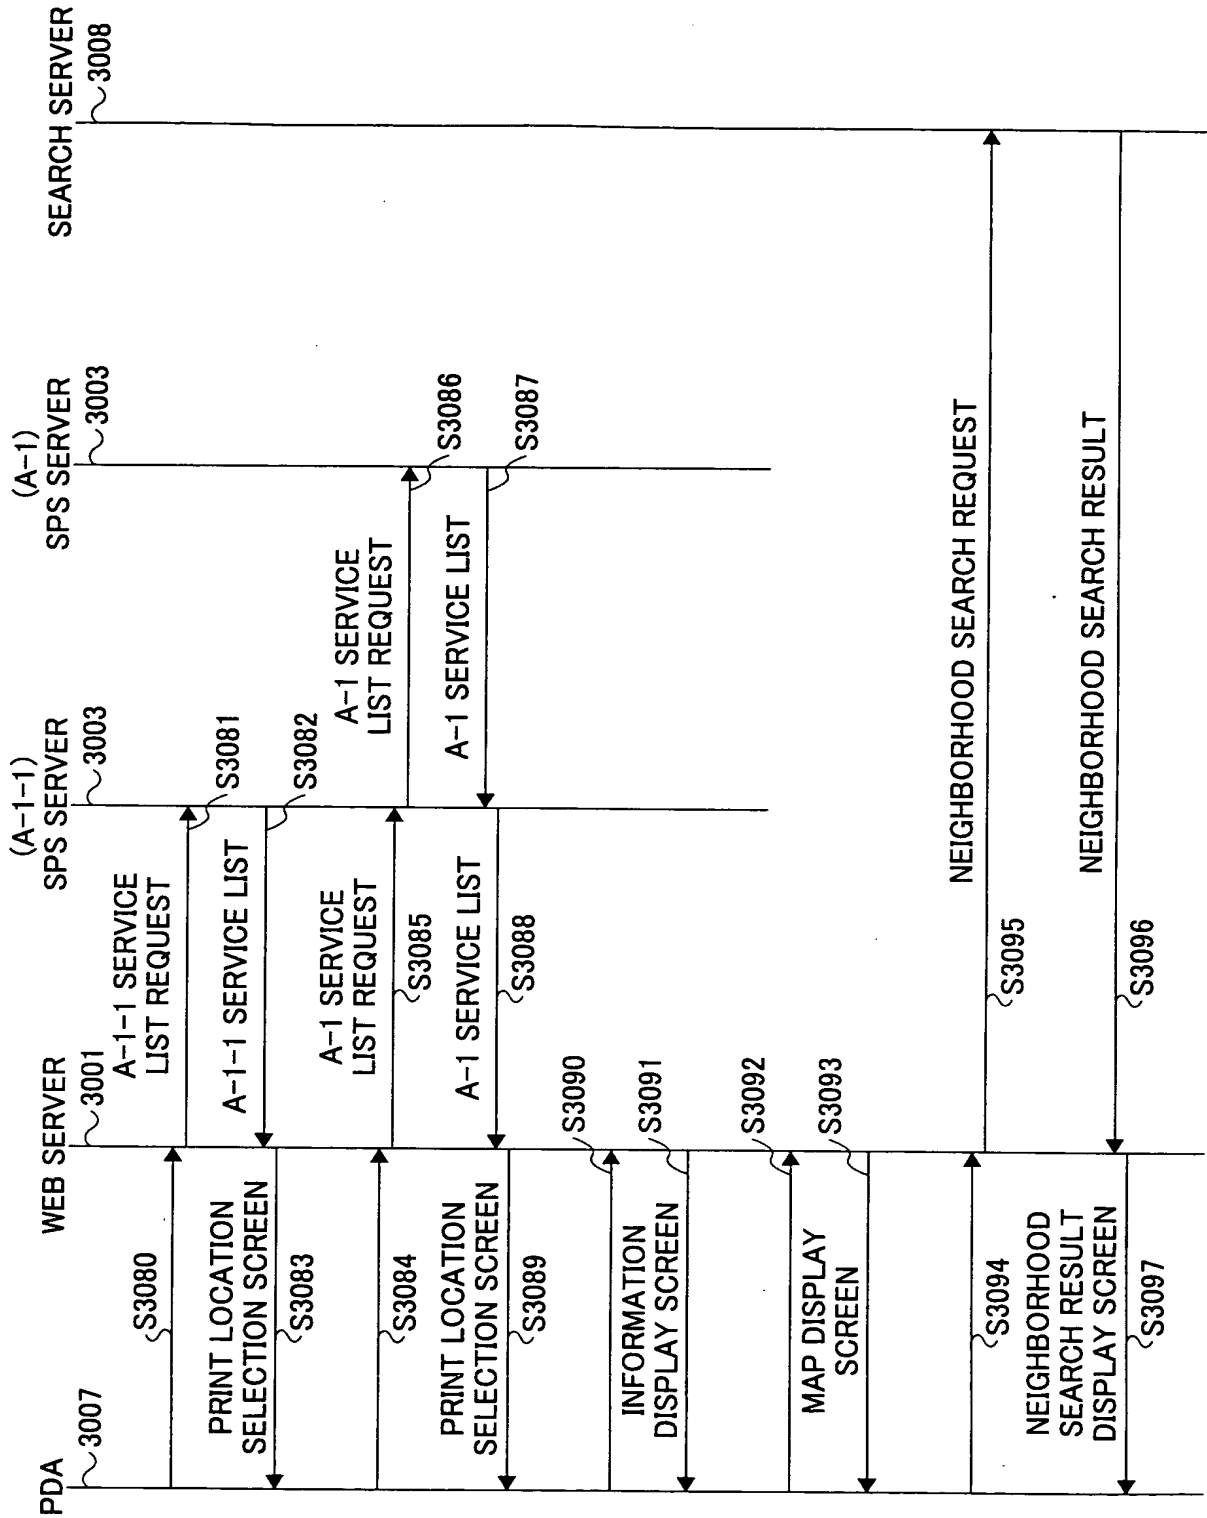 PDA
3007
WEB SERVER
3001
(A-1-1)
SPS SERVER
3003
(A-1)
SPS SERVER
3003
SEARCH SERVER
3008
S3080
A-1-1 SERVICE
LIST REQUEST
S3081
A-1-1 SERVICE LIST
S3082
PRINT LOCATION
SELECTION SCREEN
S3083
S3084
A-1 SERVICE
LIST REQUEST
S3085
A-1 SERVICE
LIST REQUEST
S3086
A-1 SERVICE LIST
S3087
A-1 SERVICE LIST
S3088
PRINT LOCATION
SELECTION SCREEN
S3089
S3090
INFORMATION
DISPLAY SCREEN
S3091
S3092
MAP DISPLAY
SCREEN
S3093
S3094
NEIGHBORHOOD SEARCH REQUEST
S3095
NEIGHBORHOOD SEARCH RESULT
S3096
NEIGHBORHOOD
SEARCH RESULT
DISPLAY SCREEN
S3097